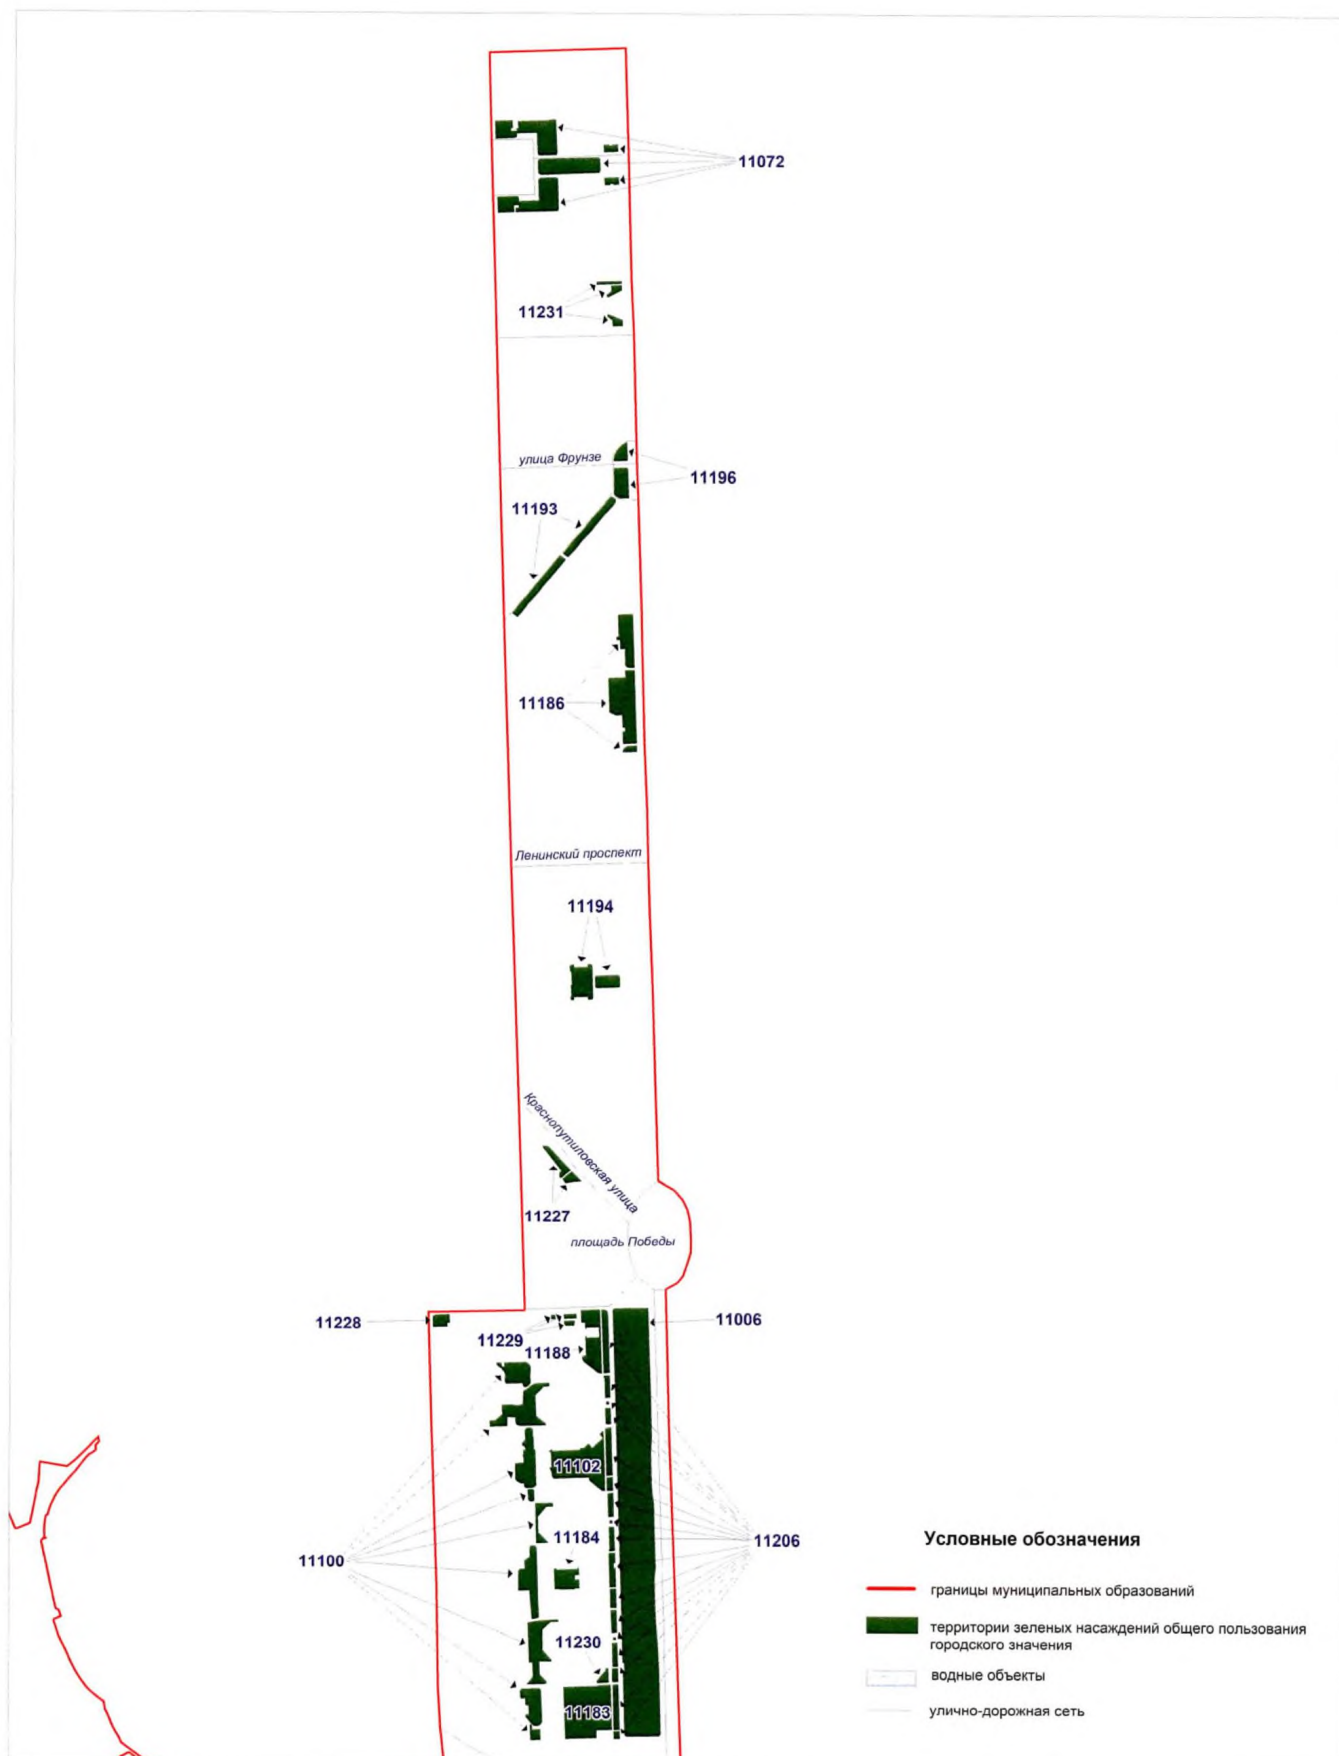 11072
11231
улица Фрунзе
11196
11193
11186
Ленинский проспект
11194
Краснопутиловская улица
11227
площадь Победы
11228
11229
11188
11006
11102
11184
11206
11100
11230
11183
Условные обозначения
границы муниципальных образований
территории зеленых насаждений общего пользования
городского значения
водные объекты
улично-дорожная сеть